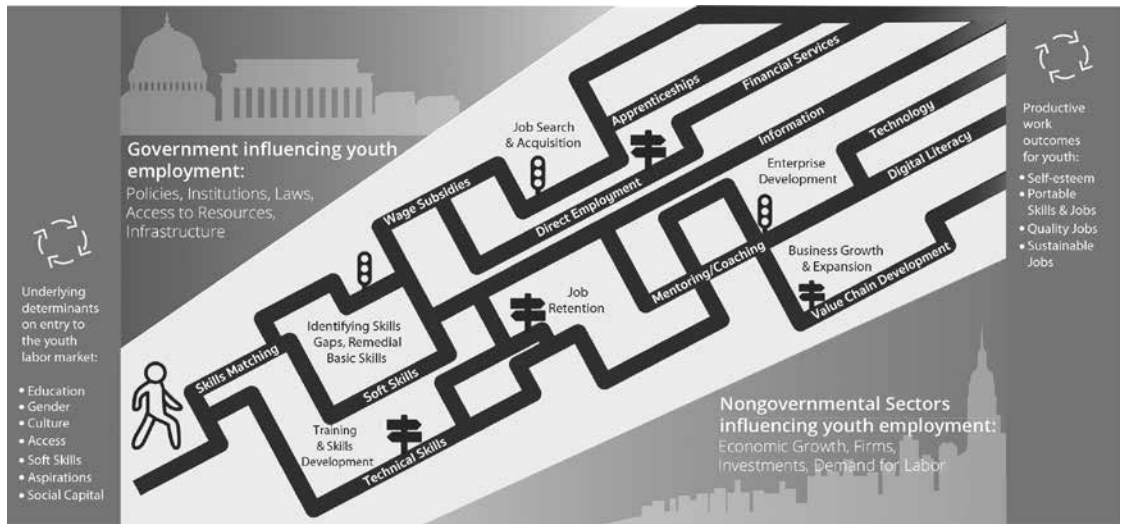 Underlying
determinants
on entry to
the youth
labor market:
• Education
• Gender
• Culture
• Access
• Soft Skills
• Aspirations
• Social Capital
Government influencing youth
employment:
Policies, Institutions, Laws,
Access to Resources,
Infrastructure
Skills Matching
Identifying Skills
Gaps, Remedial
Basic Skills
Soft Skills
Training
& Skills
Development
Technical Skills
Wage Subsidies
Job Search
& Acquisition
Apprenticeships
Financial Services
Direct Employment
Information
Job
Retention
Mentoring/Coaching
Enterprise
Development
Technology
Digital Literacy
Business Growth
& Expansion
Value Chain Development
Nongovernmental Sectors
influencing youth employment:
Economic Growth, Firms,
Investments, Demand for Labor
Productive
work
outcomes
for youth:
• Self-esteem
• Portable
Skills & Jobs
• Quality Jobs
• Sustainable
Jobs